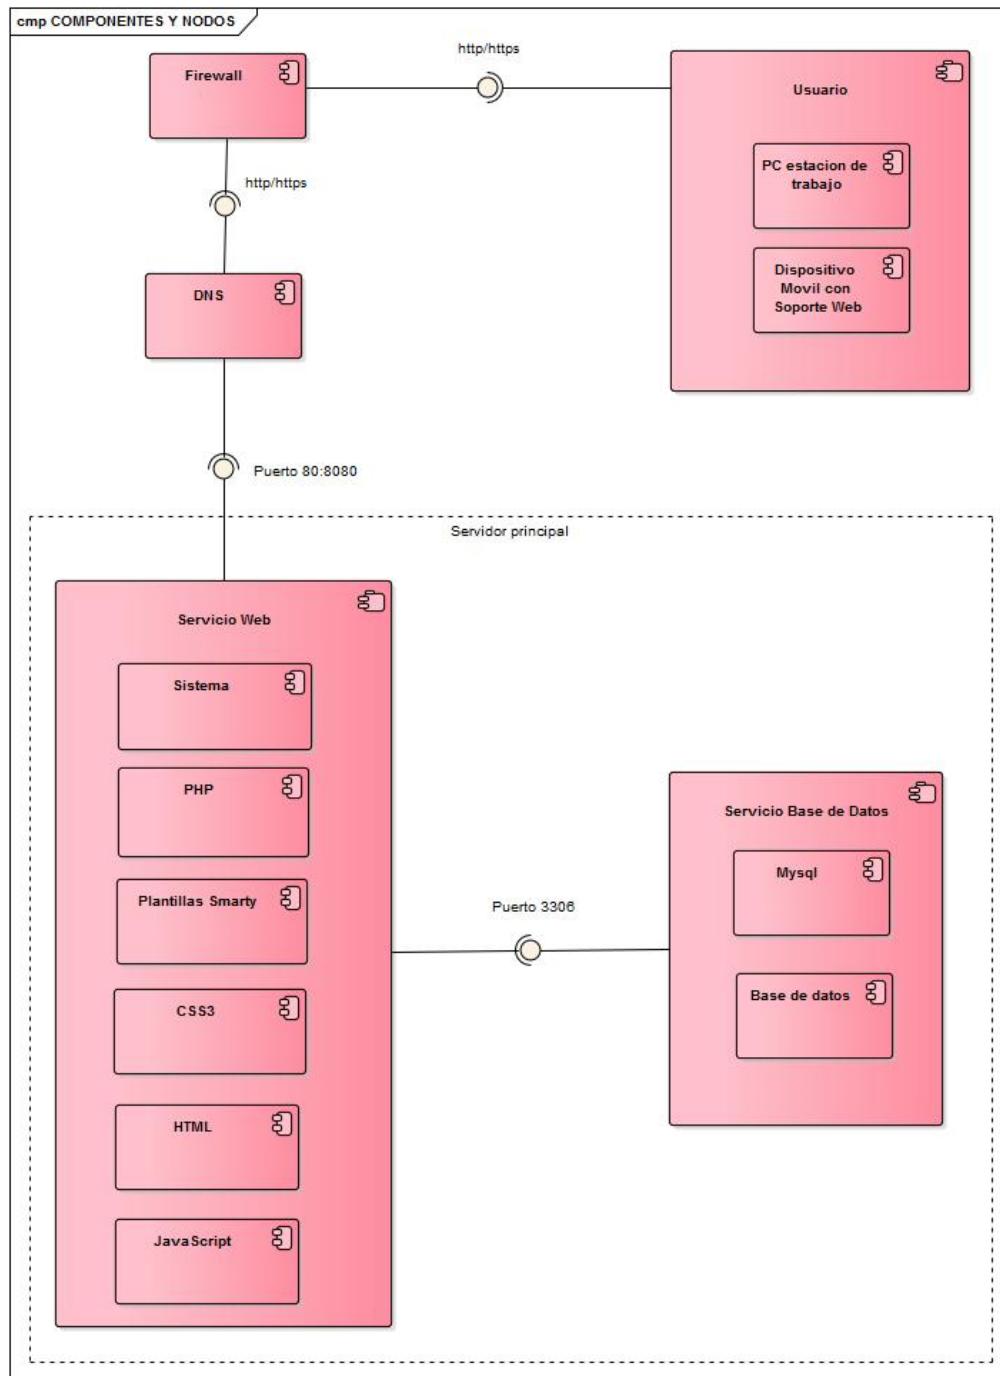 cmp COMPONENTES Y NODOS
http/https
Firewall
Usuario
PC estacion de
trabajo
http/https
Dispositivo
Movil con
Soporte Web
DNS
Puerto 80:8080
Servidor principal
Servicio Web
Sistema
PHP
Plantillas Smarty
CSS3
HTML
JavaScript
Puerto 3306
Servicio Base de Datos
Mysql
Base de datos